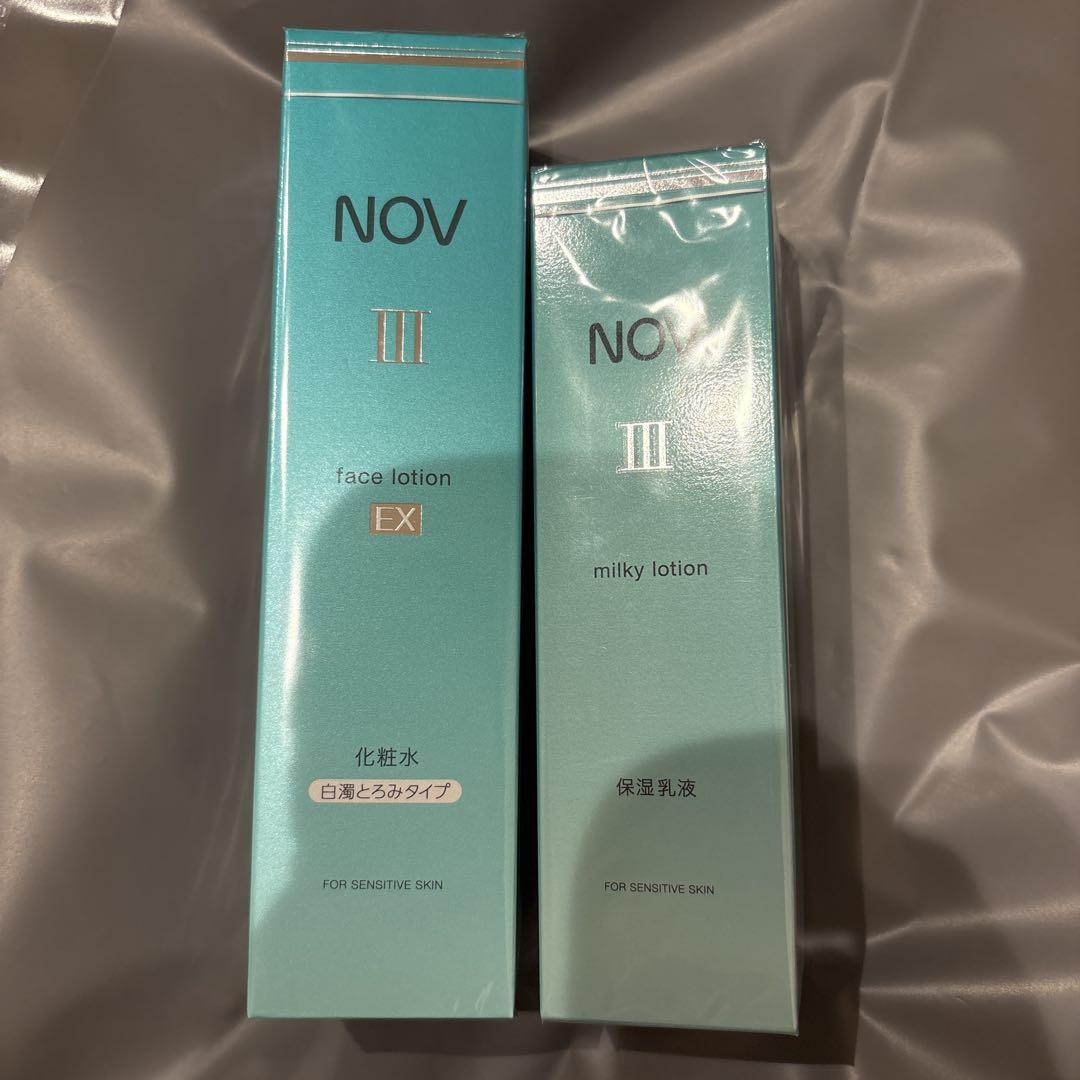 NOV
III
face lotion
EX
化粧水
白濁とろみタイプ
FOR SENSITIVE SKIN
NOV
III
milky lotion
保湿乳液
FOR SENSITIVE SKIN